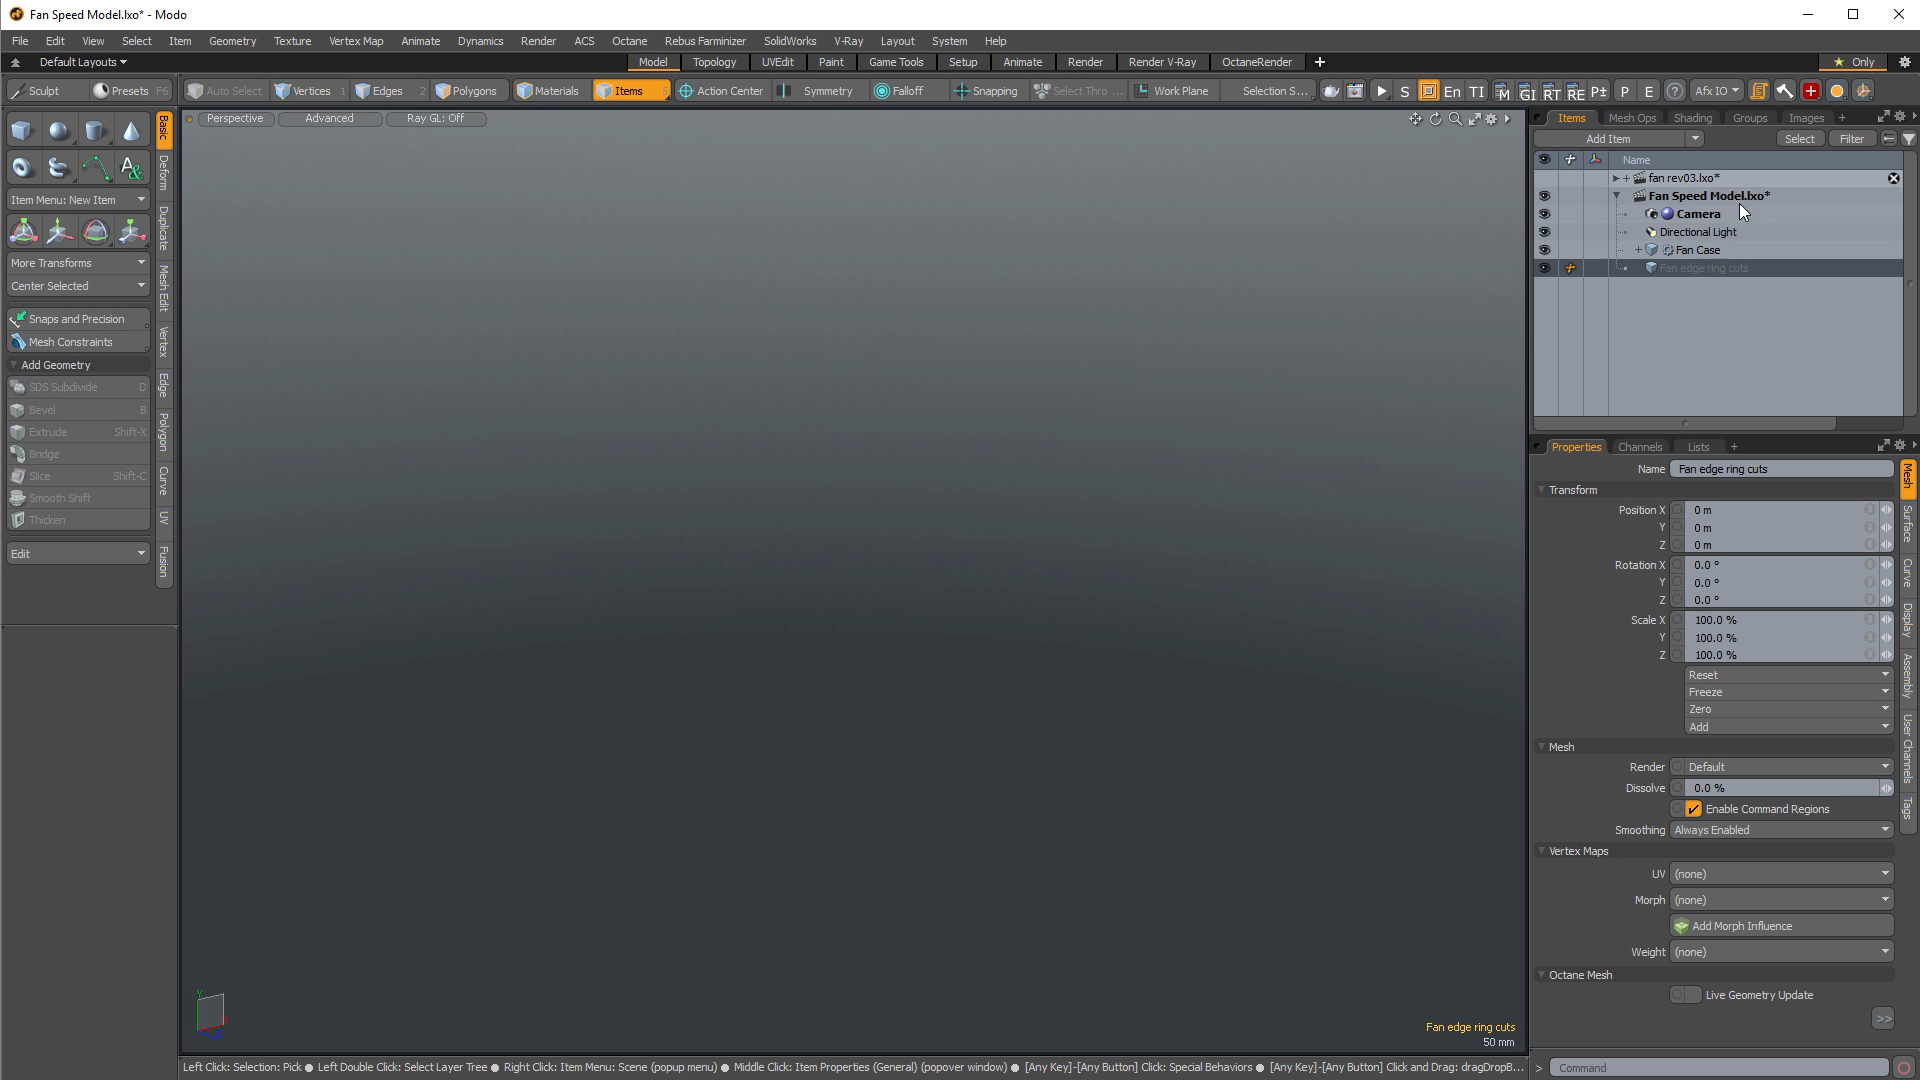 Fan Speed Model.lxo* - Modo
File Edit View Select Item Geometry Texture Vertex Map Animate Dynamics Render ACS Octane Rebus Farminizer SolidWorks V-Ray Layout System Help
Default Layouts Model Topology UVEdit Paint Game Tools Setup Animate Render Render V-Ray OctaneRender + Only
Sculpt Presets F6 Auto Select Vertices 1 Edges 2 Polygons Materials Items 5 Action Center Symmetry Falloff Snapping Select Thro ... Work Plane Selection S... S En TI M GI RT RE P± P E ? Afx IO
Perspective Advanced Ray GL: Off
Basic
Deform
Duplicate
Mesh Edit
Vertex
Edge
Polygon
Curve
UV
Fusion
Item Menu: New Item
More Transforms
Center Selected
Snaps and Precision
Mesh Constraints
Add Geometry
SDS Subdivide D
Bevel B
Extrude Shift-X
Bridge
Slice Shift-C
Smooth Shift
Thicken
Edit
Items Mesh Ops Shading Groups Images +
Add Item Select Filter
Name
fan rev03.lxo*
Fan Speed Model.lxo*
Camera
Directional Light
Fan Case
Fan edge ring cuts
Properties Channels Lists +
Name Fan edge ring cuts
Transform
Position X 0 m
Y 0 m
Z 0 m
Rotation X 0.0 °
Y 0.0 °
Z 0.0 °
Scale X 100.0 %
Y 100.0 %
Z 100.0 %
Reset
Freeze
Zero
Add
Mesh
Render Default
Dissolve 0.0 %
Enable Command Regions
Smoothing Always Enabled
Vertex Maps
UV (none)
Morph (none)
Add Morph Influence
Weight (none)
Octane Mesh
Live Geometry Update
>>
Mesh
Surface
Curve
Display
Assembly
User Channels
Tags
Y
Fan edge ring cuts
50 mm
Left Click: Selection: Pick ● Left Double Click: Select Layer Tree ● Right Click: Item Menu: Scene (popup menu) ● Middle Click: Item Properties (General) (popover window) ● [Any Key]-[Any Button] Click: Special Behaviors ● [Any Key]-[Any Button] Click and Drag: dragDropB...
> Command